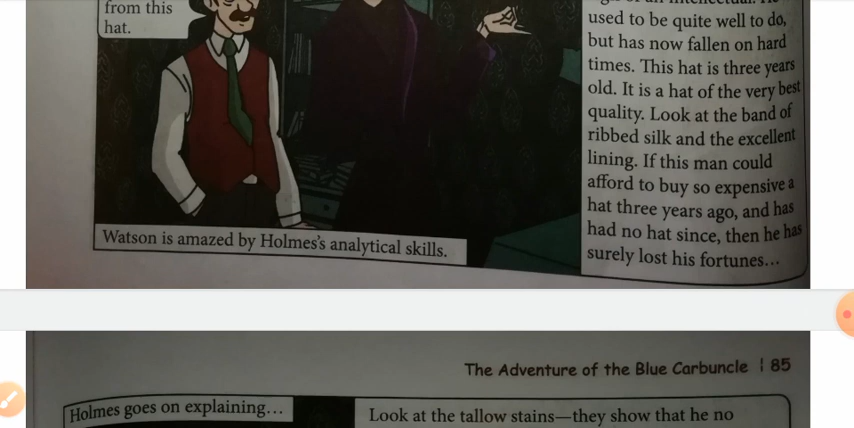 from this
hat.
used to be quite well to do,
but has now fallen on hard
times. This hat is three years
old. It is a hat of the very best
quality. Look at the band of
ribbed silk and the excellent
lining. If this man could
afford to buy so expensive a
hat three years ago, and has
had no hat since, then he has
surely lost his fortunes...
Watson is amazed by Holmes's analytical skills.
The Adventure of the Blue Carbuncle | 85
Holmes goes on explaining...
Look at the tallow stains—they show that he no